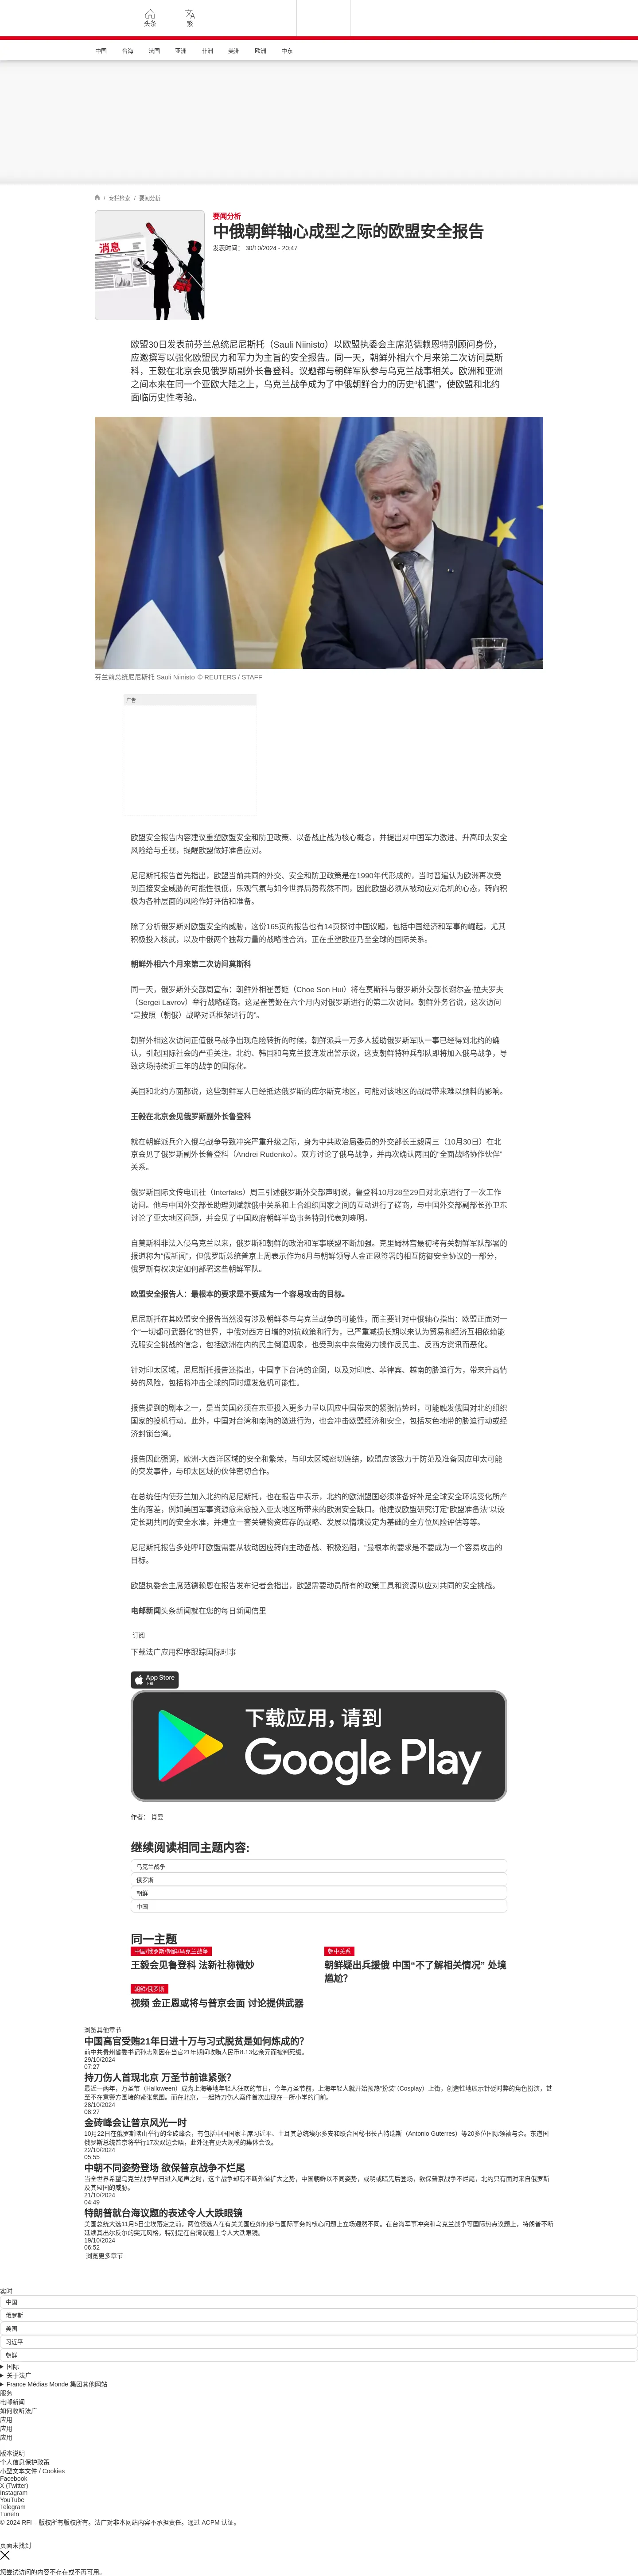 头条
繁
中国 台海 法国 亚洲 非洲 美洲 欧洲 中东
/ 专栏检索 / 要闻分析
消息
要闻分析
中俄朝鲜轴心成型之际的欧盟安全报告
发表时间： 30/10/2024 - 20:47
欧盟30日发表前芬兰总统尼尼斯托（Sauli Niinisto）以欧盟执委会主席范德赖恩特别顾问身份，
应邀撰写以强化欧盟民力和军力为主旨的安全报告。同一天，朝鲜外相六个月来第二次访问莫斯
科，王毅在北京会见俄罗斯副外长鲁登科。议题都与朝鲜军队参与乌克兰战事相关。欧洲和亚洲
之间本来在同一个亚欧大陆之上，乌克兰战争成为了中俄朝鲜合力的历史“机遇”，使欧盟和北约
面临历史性考验。
芬兰前总统尼尼斯托 Sauli Niinisto © REUTERS / STAFF
广告
欧盟安全报告内容建议重塑欧盟安全和防卫政策、以备战止战为核心概念，并提出对中国军力激进、升高印太安全
风险给与重视，提醒欧盟做好准备应对。
尼尼斯托报告首先指出，欧盟当前共同的外交、安全和防卫政策是在1990年代形成的，当时普遍认为欧洲再次受
到直接安全威胁的可能性很低，乐观气氛与如今世界局势截然不同，因此欧盟必须从被动应对危机的心态，转向积
极为各种层面的风险作好评估和准备。
除了分析俄罗斯对欧盟安全的威胁，这份165页的报告也有14页探讨中国议题，包括中国经济和军事的崛起，尤其
积极投入核武，以及中俄两个独裁力量的战略性合流，正在重塑欧亚乃至全球的国际关系。
朝鲜外相六个月来第二次访问莫斯科
同一天，俄罗斯外交部周宣布：朝鲜外相崔善姬（Choe Son Hui）将在莫斯科与俄罗斯外交部长谢尔盖·拉夫罗夫
（Sergei Lavrov）举行战略磋商。这是崔善姬在六个月内对俄罗斯进行的第二次访问。朝鲜外务省说，这次访问
“是按照（朝俄）战略对话框架进行的”。
朝鲜外相这次访问正值俄乌战争出现危险转折的时候，朝鲜派兵一万多人援助俄罗斯军队一事已经得到北约的确
认，引起国际社会的严重关注。北约、韩国和乌克兰接连发出警示说，这支朝鲜特种兵部队即将加入俄乌战争，导
致这场持续近三年的战争的国际化。
美国和北约方面都说，这些朝鲜军人已经抵达俄罗斯的库尔斯克地区，可能对该地区的战局带来难以预料的影响。
王毅在北京会见俄罗斯副外长鲁登科
就在朝鲜派兵介入俄乌战争导致冲突严重升级之际，身为中共政治局委员的外交部长王毅周三（10月30日）在北
京会见了俄罗斯副外长鲁登科（Andrei Rudenko）。双方讨论了俄乌战争，并再次确认两国的“全面战略协作伙伴”
关系。
俄罗斯国际文传电讯社（Interfaks）周三引述俄罗斯外交部声明说，鲁登科10月28至29日对北京进行了一次工作
访问。他与中国外交部长助理刘斌就俄中关系和上合组织国家之间的互动进行了磋商，与中国外交部副部长孙卫东
讨论了亚太地区问题，并会见了中国政府朝鲜半岛事务特别代表刘晓明。
自莫斯科非法入侵乌克兰以来，俄罗斯和朝鲜的政治和军事联盟不断加强。克里姆林宫最初将有关朝鲜军队部署的
报道称为“假新闻”，但俄罗斯总统普京上周表示作为6月与朝鲜领导人金正恩签署的相互防御安全协议的一部分，
俄罗斯有权决定如何部署这些朝鲜军队。
欧盟安全报告人：最根本的要求是不要成为一个容易攻击的目标。
尼尼斯托在其欧盟安全报告当然没有涉及朝鲜参与乌克兰战争的可能性，而主要针对中俄轴心指出：欧盟正面对一
个“一切都可武器化”的世界，中俄对西方日增的对抗政策和行为，已严重减损长期以来认为贸易和经济互相依赖能
克服安全挑战的信念，包括欧洲在内的民主倒退现象，也受到亲中亲俄势力操作反民主、反西方资讯而恶化。
针对印太区域，尼尼斯托报告还指出，中国拿下台湾的企图，以及对印度、菲律宾、越南的胁迫行为，带来升高情
势的风险，包括将冲击全球的同时爆发危机可能性。
报告提到的剧本之一，是当美国必须在东亚投入更多力量以因应中国带来的紧张情势时，可能触发俄国对北约组织
国家的投机行动。此外，中国对台湾和南海的激进行为，也会冲击欧盟经济和安全，包括灰色地带的胁迫行动或经
济封锁台湾。
报告因此强调，欧洲-大西洋区域的安全和繁荣，与印太区域密切连结，欧盟应该致力于防范及准备因应印太可能
的突发事件，与印太区域的伙伴密切合作。
在总统任内使芬兰加入北约的尼尼斯托，也在报告中表示，北约的欧洲盟国必须准备好补足全球安全环境变化所产
生的落差，例如美国军事资源愈来愈投入亚太地区所带来的欧洲安全缺口。他建议欧盟研究订定“欧盟准备法”以设
定长期共同的安全水准，并建立一套关键物资库存的战略、发展以情境设定为基础的全方位风险评估等等。
尼尼斯托报告多处呼吁欧盟需要从被动因应转向主动备战、积极遏阻，“最根本的要求是不要成为一个容易攻击的
目标。
欧盟执委会主席范德赖恩在报告发布记者会指出，欧盟需要动员所有的政策工具和资源以应对共同的安全挑战。
电邮新闻头条新闻就在您的每日新闻信里
订阅
下载法广应用程序跟踪国际时事
App Store
下载
下载应用，请到
Google Play
作者： 肖曼
继续阅读相同主题内容:
乌克兰战争
俄罗斯
朝鲜
中国
同一主题
中国/俄罗斯/朝鲜/乌克兰战争
王毅会见鲁登科 法新社称微妙
朝中关系
朝鲜疑出兵援俄 中国“不了解相关情况” 处境
尴尬？
朝鲜/俄罗斯
视频 金正恩或将与普京会面 讨论提供武器
浏览其他章节
中国高官受贿21年日进十万与习式脱贫是如何炼成的？
前中共贵州省委书记孙志刚因在当官21年期间收贿人民币8.13亿余元而被判死缓。
29/10/2024
07:27
持刀伤人首现北京 万圣节前谁紧张？
最近一两年，万圣节（Halloween）成为上海等地年轻人狂欢的节日，今年万圣节前，上海年轻人就开始预热“扮装”(Cosplay）上街，创造性地展示针砭时弊的角色扮演，甚
至不在意警方围堵的紧张氛围。而在北京，一起持刀伤人案件首次出现在一所小学的门前。
28/10/2024
08:27
金砖峰会让普京风光一时
10月22日在俄罗斯喀山举行的金砖峰会，有包括中国国家主席习近平、土耳其总统埃尔多安和联合国秘书长古特瑞斯（Antonio Guterres）等20多位国际领袖与会。东道国
俄罗斯总统普京将举行17次双边会晤，此外还有更大规模的集体会议。
22/10/2024
05:55
中朝不同姿势登场 欲保普京战争不烂尾
当全世界希望乌克兰战争早日进入尾声之时，这个战争却有不断外溢扩大之势，中国朝鲜以不同姿势，或明或暗先后登场，欲保普京战争不烂尾，北约只有面对来自俄罗斯
及其盟国的威胁。
21/10/2024
04:49
特朗普就台海议题的表述令人大跌眼镜
美国总统大选11月5日尘埃落定之前，两位候选人在有关美国应如何参与国际事务的核心问题上立场迥然不同。在台海军事冲突和乌克兰战争等国际热点议题上，特朗普不断
延续其出尔反尔的突兀风格，特别是在台湾议题上令人大跌眼镜。
19/10/2024
06:52
浏览更多章节
实时
中国
俄罗斯
美国
习近平
朝鲜
国际
关于法广
France Médias Monde 集团其他网站
服务
电邮新闻
如何收听法广
应用
应用
应用
版本说明
个人信息保护政策
小型文本文件 / Cookies
Facebook
X (Twitter)
Instagram
YouTube
Telegram
TuneIn
© 2024 RFI – 版权所有版权所有。法广对非本网站内容不承担责任。通过 ACPM 认证。
页面未找到
您尝试访问的内容不存在或不再可用。